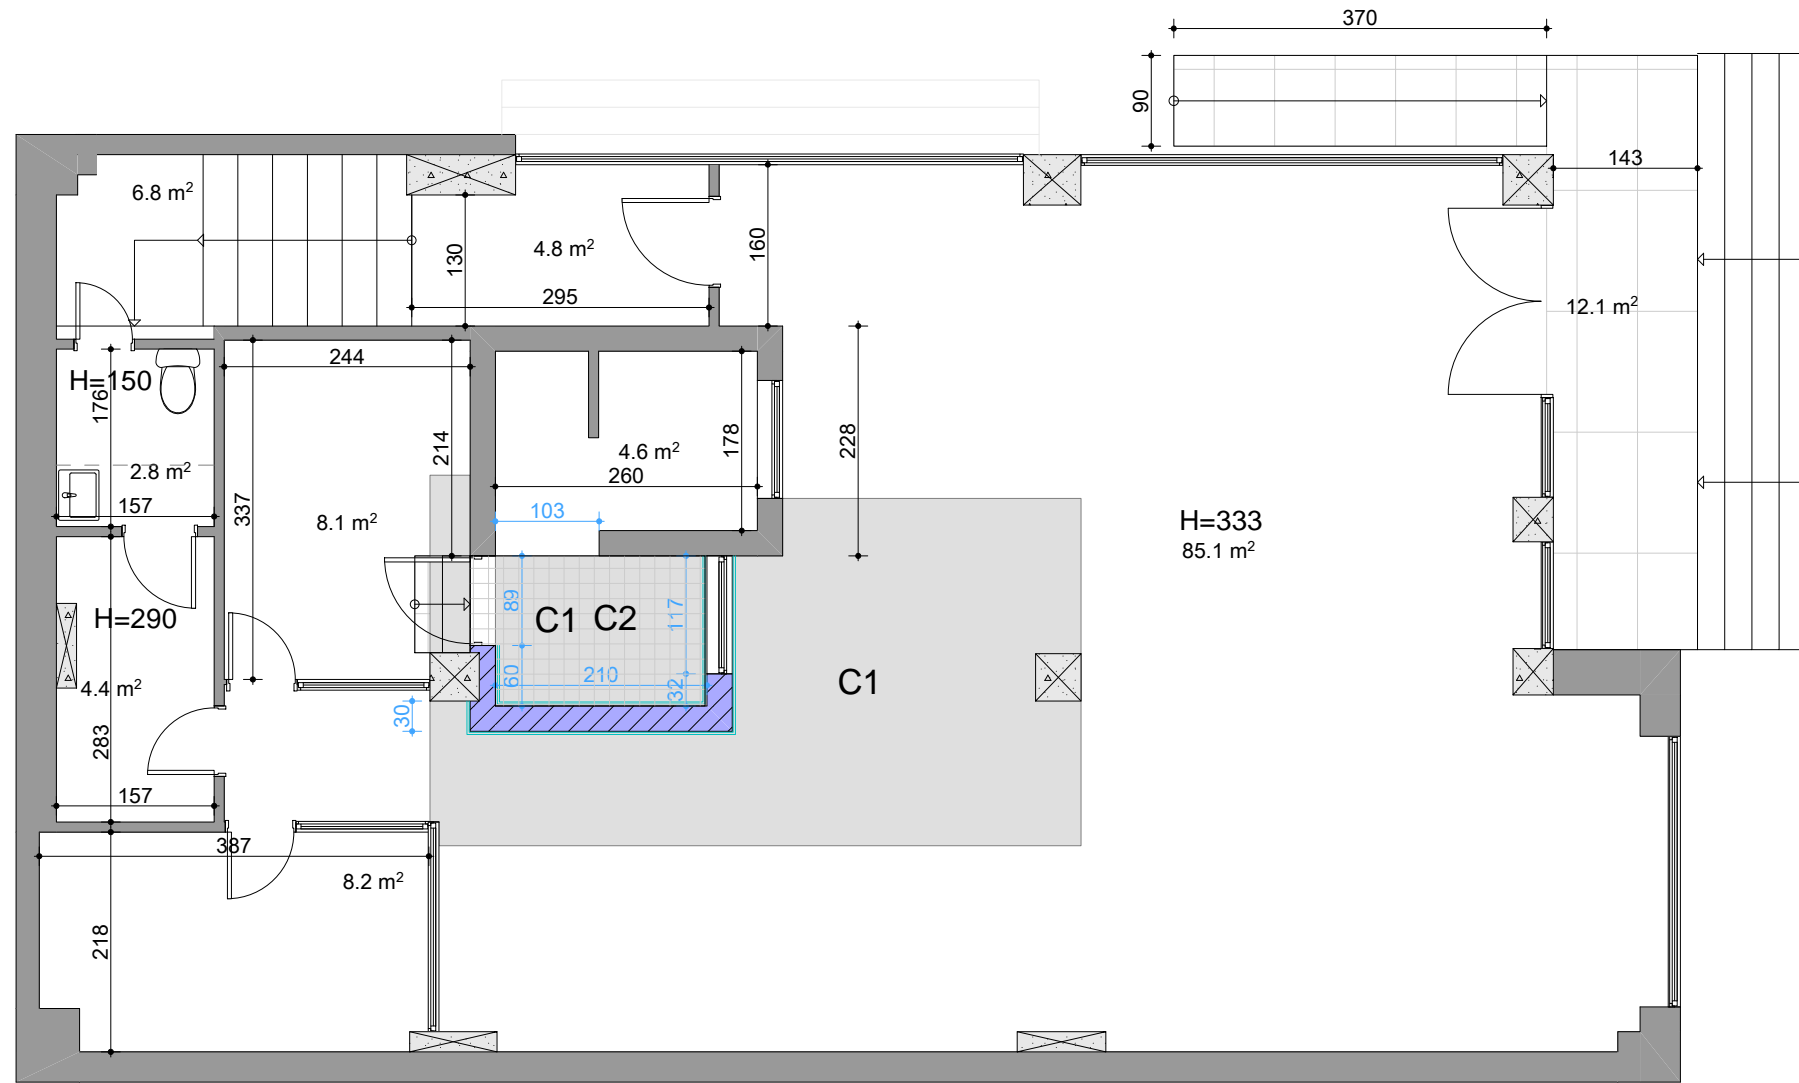 370
90
143
6.8 m²
130
4.8 m²
160
295
12.1 m²
244
H=150
176
214
178
228
4.6 m²
260
2.8 m²
157
337
8.1 m²
103
H=333
85.1 m²
89
C1 C2
117
H=290
60
210
32
C1
4.4 m²
30
283
157
387
8.2 m²
218